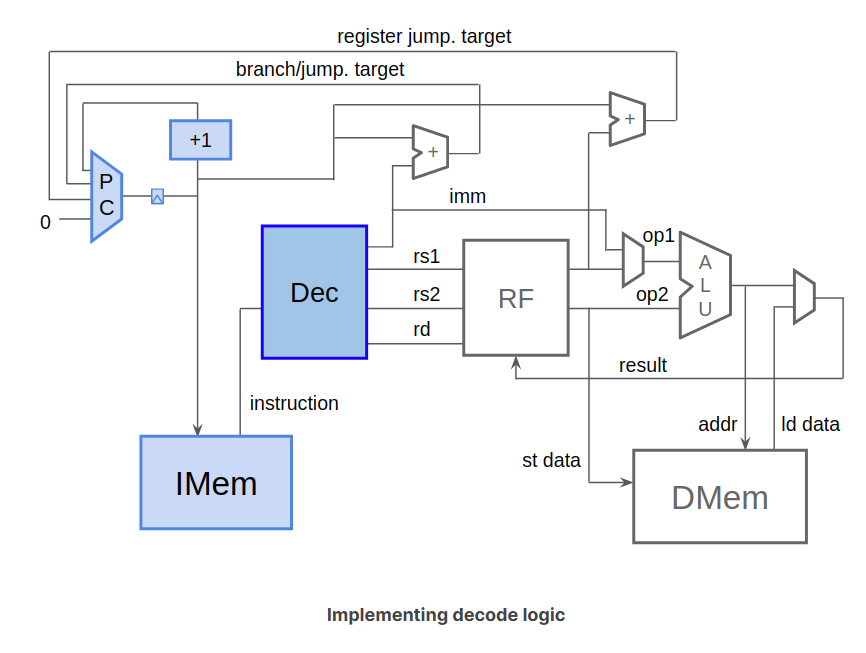 register jump. target
branch/jump. target
+1
+
+
P
C
0
imm
Dec
rs1
rs2
rd
RF
op1
op2
A
L
U
result
instruction
addr
ld data
st data
IMem
DMem
Implementing decode logic